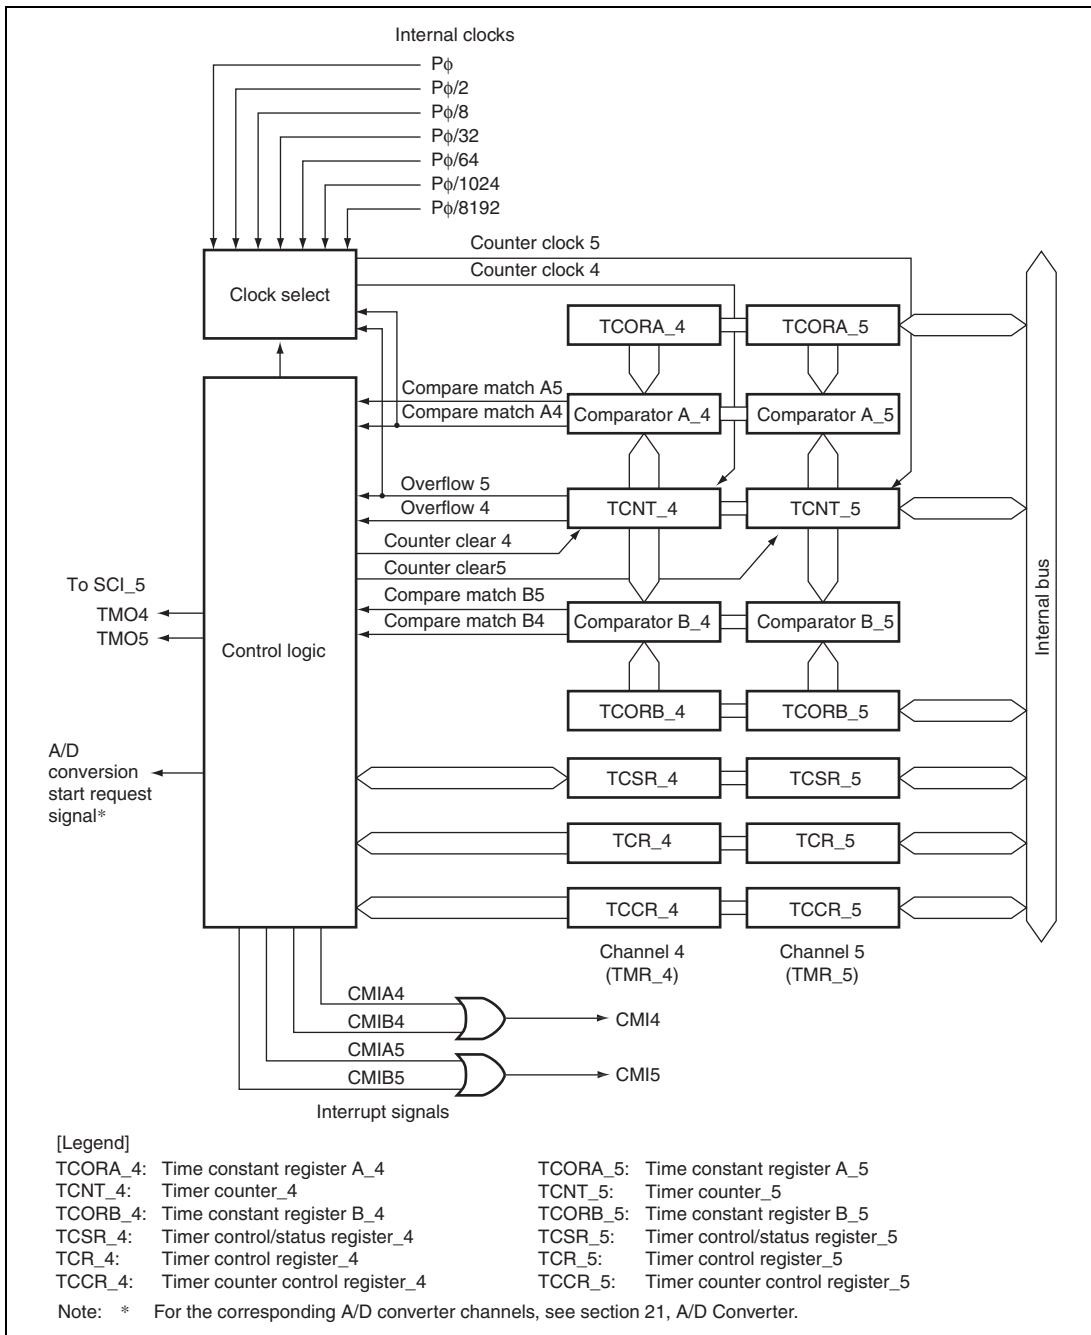 Internal clocks
Pϕ
Pϕ/2
Pϕ/8
Pϕ/32
Pϕ/64
Pϕ/1024
Pϕ/8192
Counter clock 5
Counter clock 4
Clock select
TCORA_4
TCORA_5
Compare match A5
Compare match A4
Comparator A_4
Comparator A_5
Overflow 5
Overflow 4
TCNT_4
TCNT_5
Counter clear 4
Counter clear5
To SCI_5
TMO4
TMO5
Compare match B5
Compare match B4
Comparator B_4
Comparator B_5
Control logic
Internal bus
TCORB_4
TCORB_5
A/D
conversion
start request
signal*
TCSR_4
TCSR_5
TCR_4
TCR_5
TCCR_4
TCCR_5
Channel 4
(TMR_4)
Channel 5
(TMR_5)
CMIA4
CMIB4
CMI4
CMIA5
CMIB5
CMI5
Interrupt signals
[Legend]
TCORA_4: Time constant register A_4
TCNT_4: Timer counter_4
TCORB_4: Time constant register B_4
TCSR_4: Timer control/status register_4
TCR_4: Timer control register_4
TCCR_4: Timer counter control register_4
TCORA_5: Time constant register A_5
TCNT_5: Timer counter_5
TCORB_5: Time constant register B_5
TCSR_5: Timer control/status register_5
TCR_5: Timer control register_5
TCCR_5: Timer counter control register_5
Note: * For the corresponding A/D converter channels, see section 21, A/D Converter.